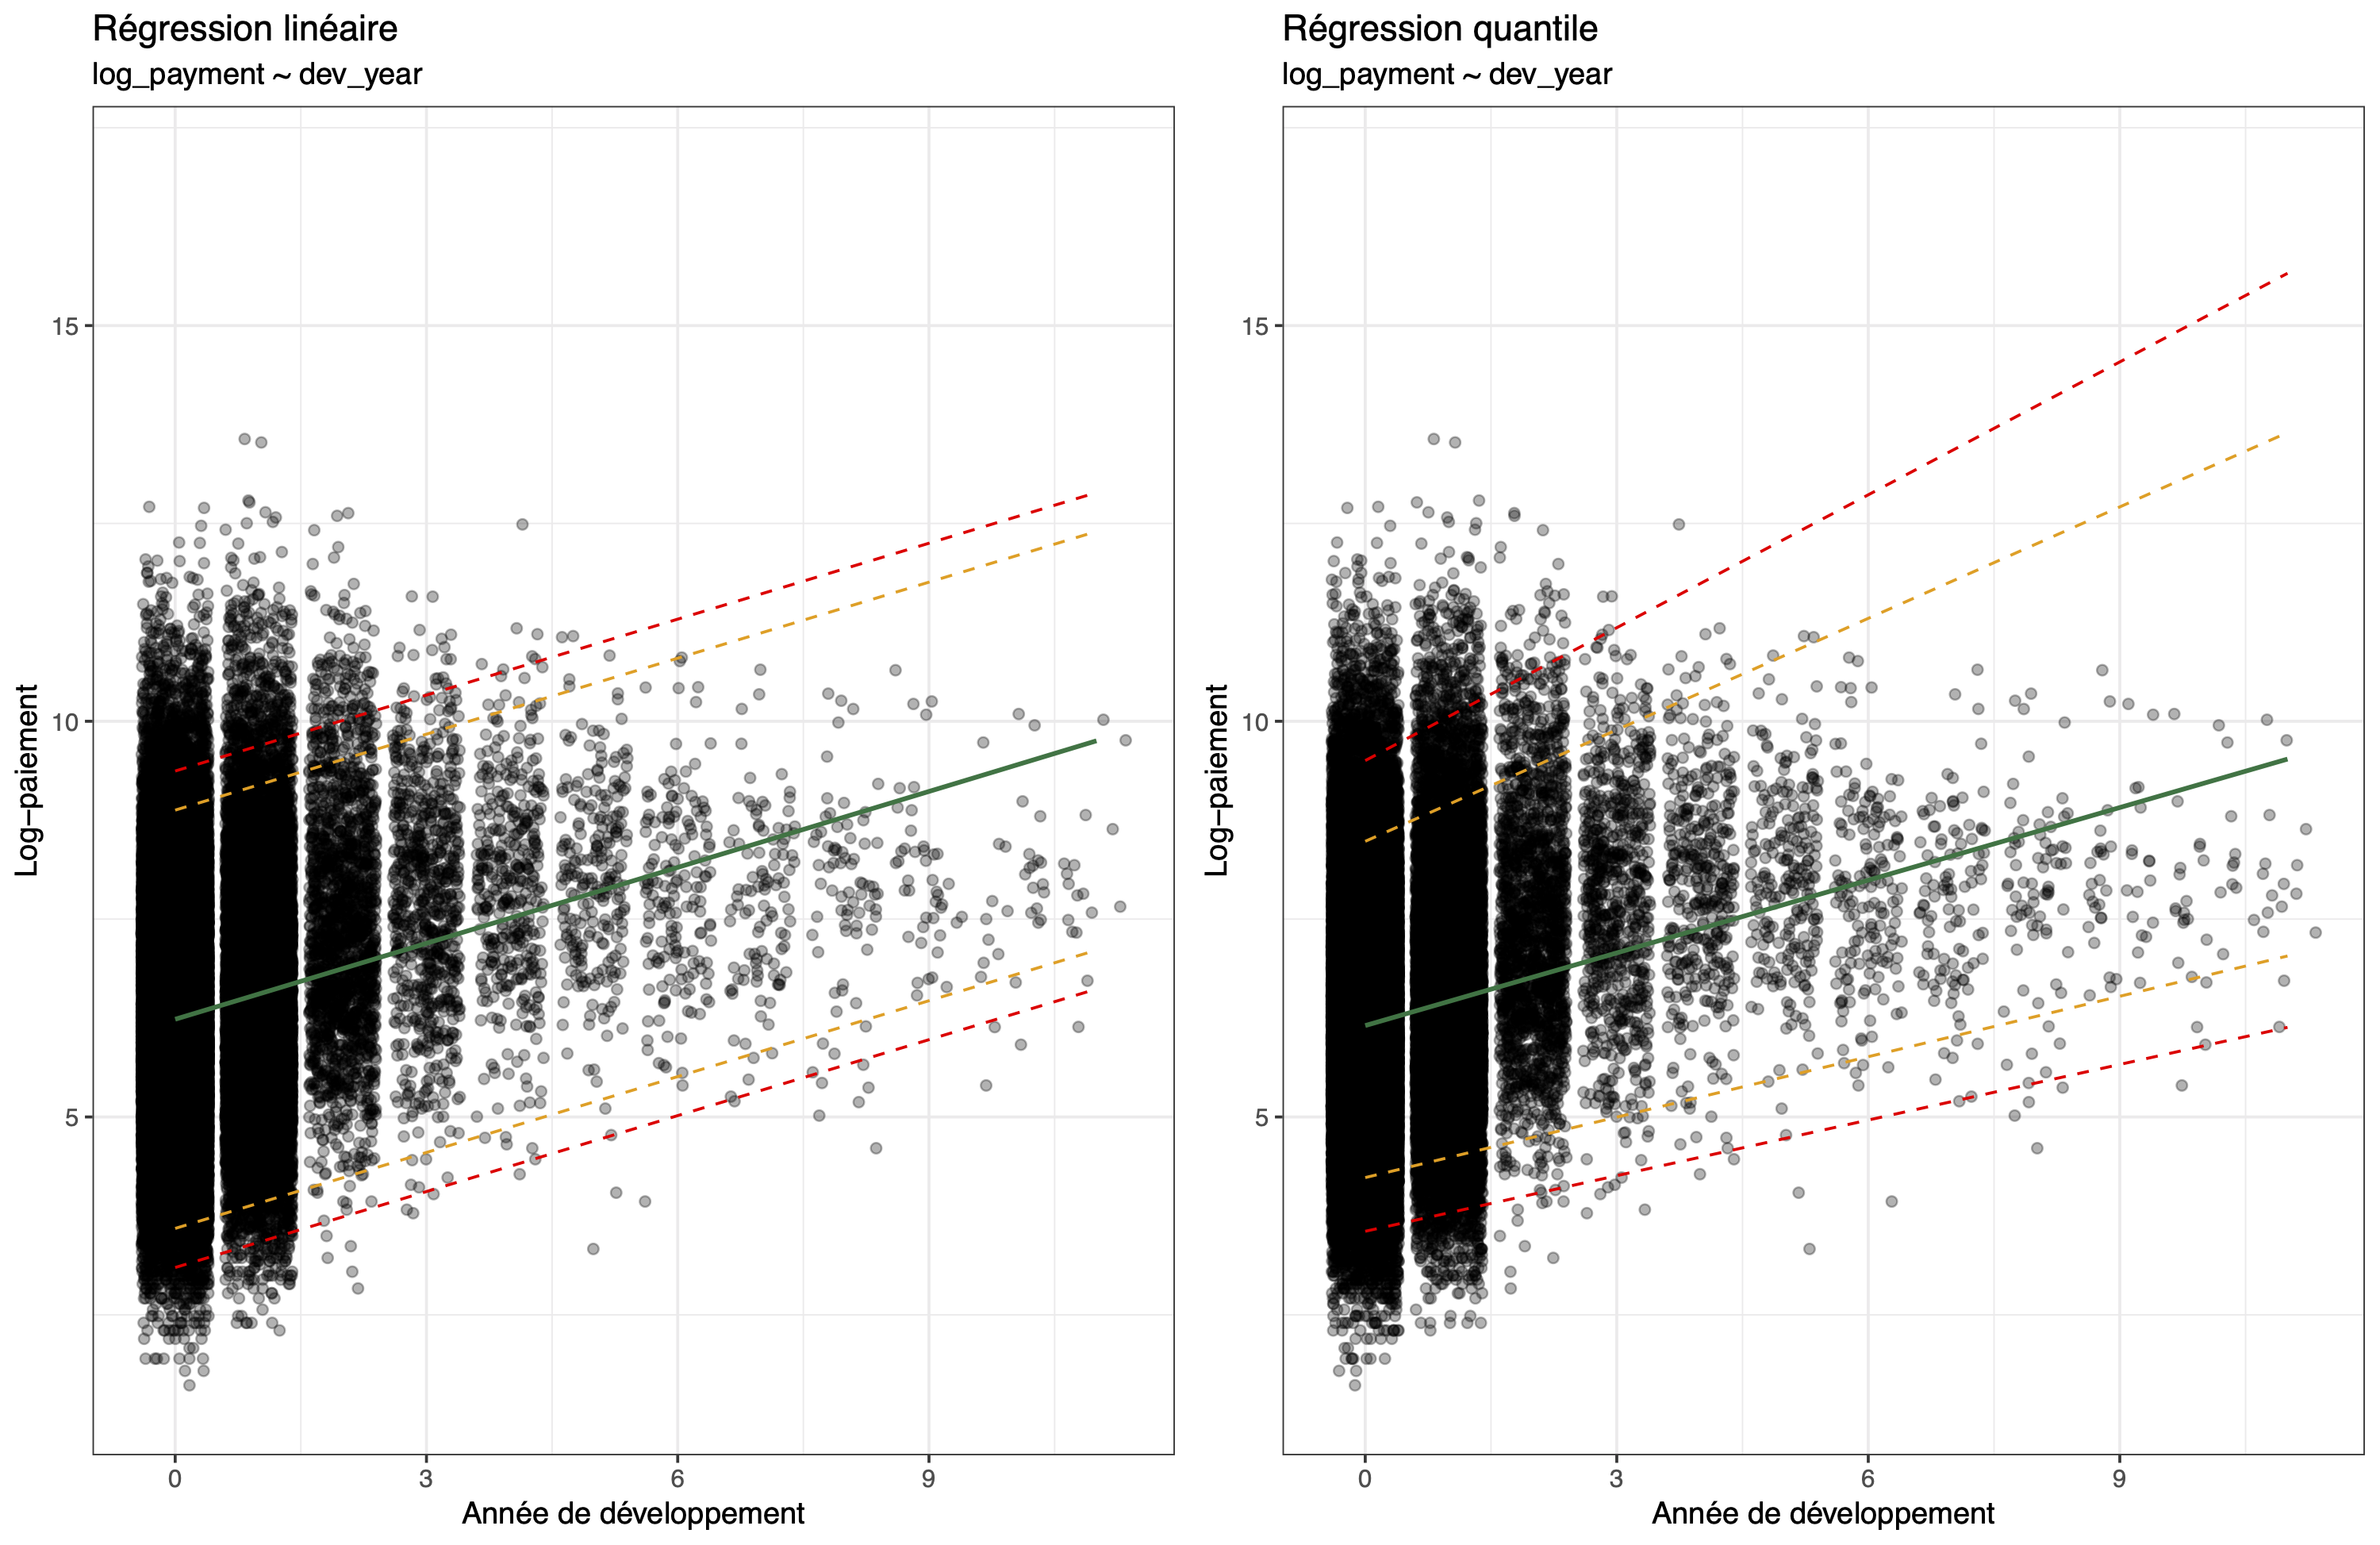 Régression linéaire
log_payment ~ dev_year
15
10
5
Log−paiement
0 3 6 9
Année de développement
Régression quantile
log_payment ~ dev_year
15
10
5
Log−paiement
0 3 6 9
Année de développement